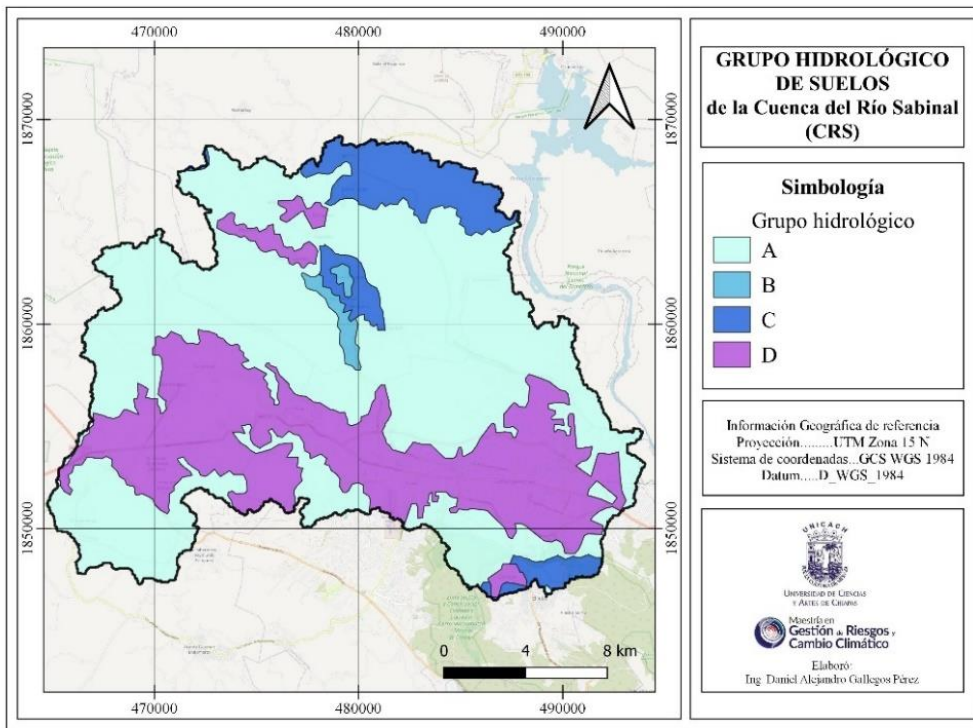 GRUPO HIDROLÓGICO
DE SUELOS
de la Cuenca del Río Sabinal
(CRS)
470000
480000
490000
1870000
1870000
1860000
1860000
1850000
1850000
470000
480000
490000
0
4
8 km
Simbología
Grupo hidrológico
A
B
C
D
Información Geográfica de referencia
Proyección.........UTM Zona 15 N
Sistema de coordenadas...GCS WGS 1984
Datum.....D_WGS_1984
UNICACH
UNIVERSIDAD DE CIENCIAS
Y ARTES DE CHIAPAS
Maestría en
Gestión de Riesgos y
Cambio Climático
Elaboró:
Ing. Daniel Alejandro Gallegos Pérez